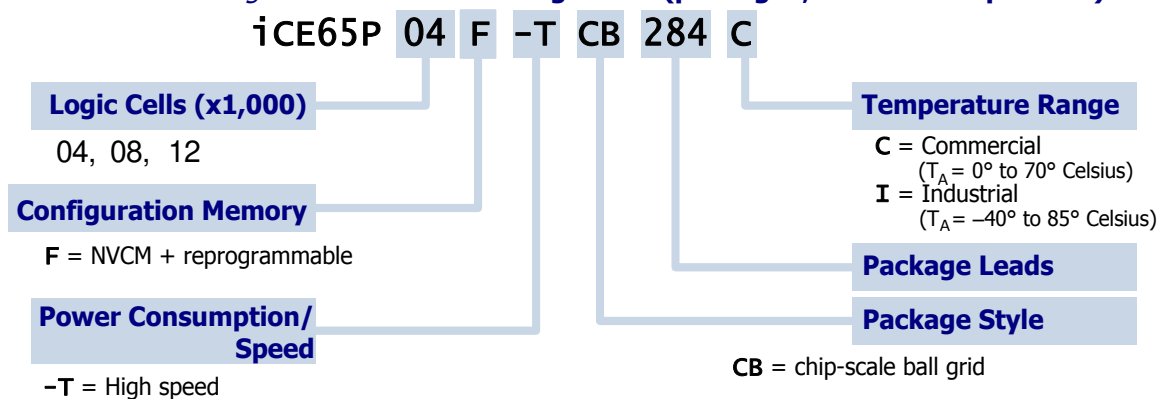 iCE65P 04 F -T CB 284 C
Logic Cells (x1,000)
04, 08, 12
Configuration Memory
F = NVCM + reprogrammable
Power Consumption/
Speed
-T = High speed
Temperature Range
C = Commercial
(TA = 0° to 70° Celsius)
I = Industrial
(TA = –40° to 85° Celsius)
Package Leads
Package Style
CB = chip-scale ball grid